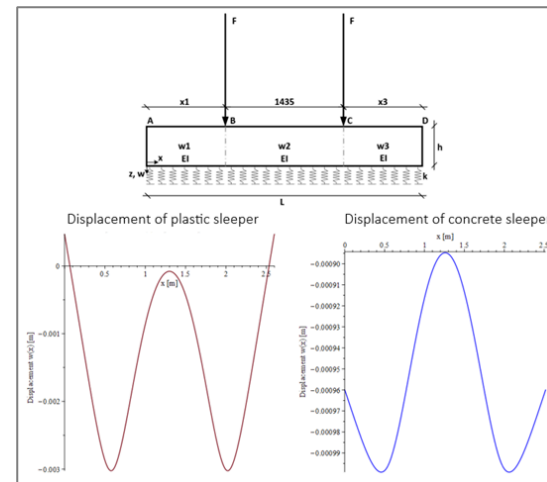 F F
x1 1435 x3
A B C D
w1 w2 w3
h
x
EI EI EI
z, w
k
L
Displacement of plastic sleeper
Displacement of concrete sleeper
0
0.5 1 1.5 2 2.5
x [m]
−0.001
−0.002
−0.003
Displacement w(x) [m]
x [m]
0 0.5 1 1.5 2 2.5
−0.00090
−0.00091
−0.00092
−0.00093
−0.00094
−0.00095
−0.00096
−0.00097
−0.00098
−0.00099
Displacement w(x) [m]